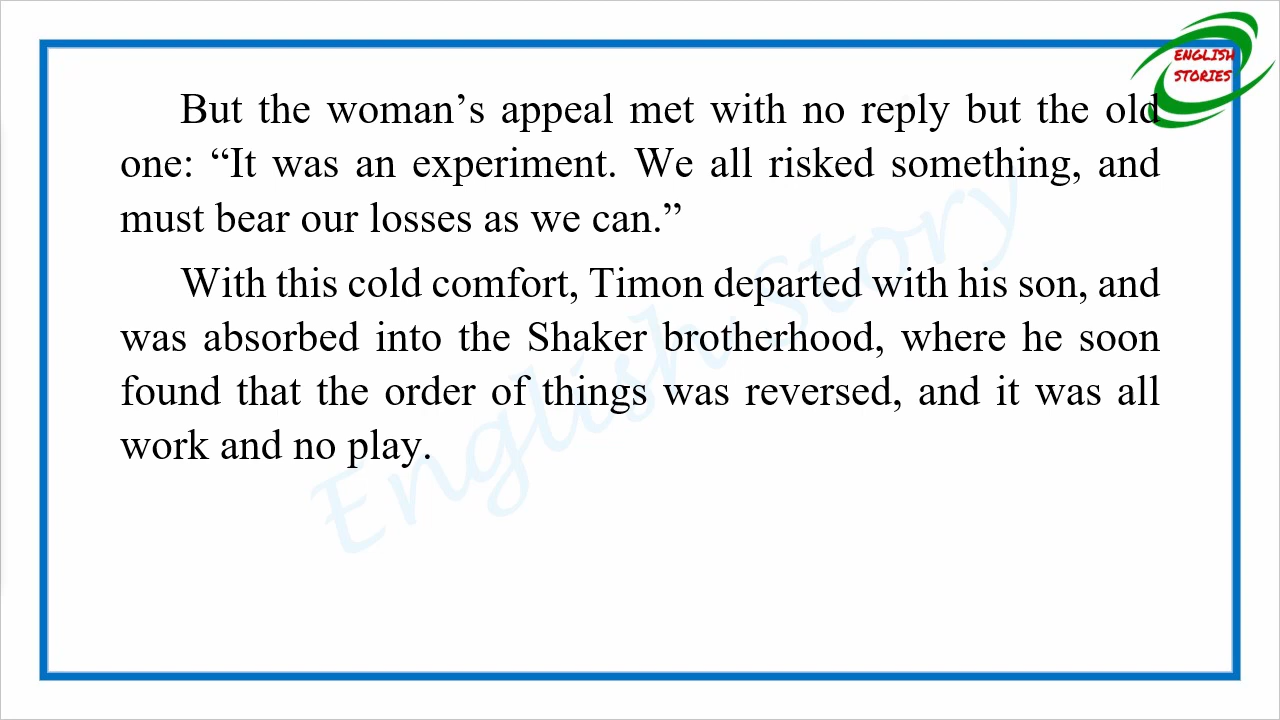 ENGLISH
STORIES
But the woman’s appeal met with no reply but the old
one: “It was an experiment. We all risked something, and
must bear our losses as we can.”
With this cold comfort, Timon departed with his son, and
was absorbed into the Shaker brotherhood, where he soon
found that the order of things was reversed, and it was all
work and no play.
English Story